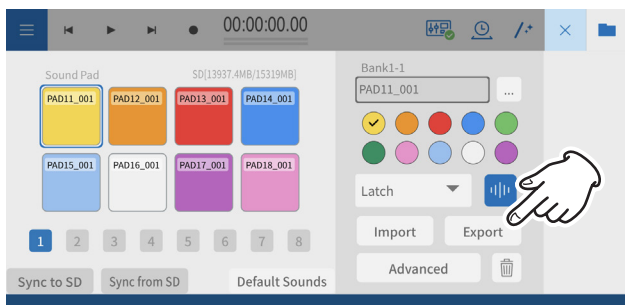 00:00:00.00
Sound Pad SD[13937.4MB/15319MB]
PAD11_001 PAD12_001 PAD13_001 PAD14_001
PAD15_001 PAD16_001 PAD17_001 PAD18_001
1 2 3 4 5 6 7 8
Sync to SD Sync from SD Default Sounds
Bank1-1
PAD11_001 ...
Latch
Import Export
Advanced